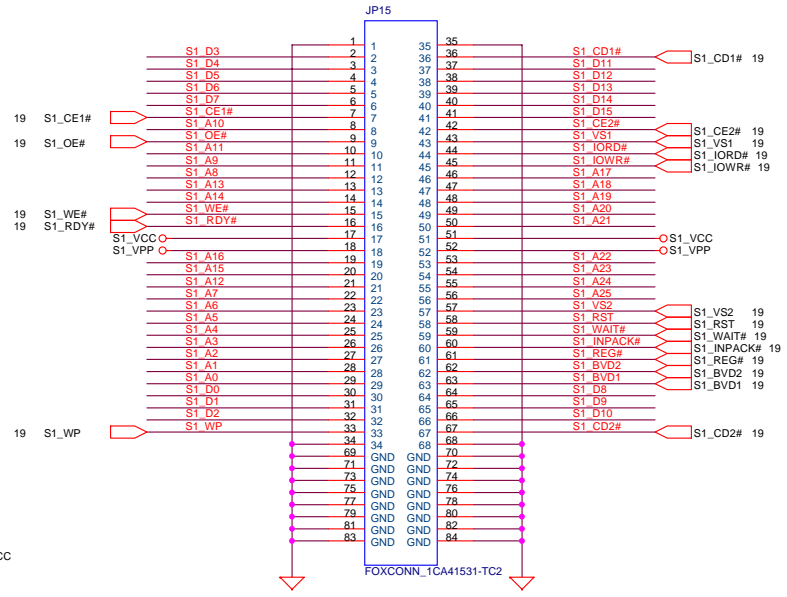 JP15
1 1 35 35
S1_D3 2 2 36 36 S1_CD1# S1_CD1# 19
S1_D4 3 3 37 37 S1_D11
S1_D5 4 4 38 38 S1_D12
S1_D6 5 5 39 39 S1_D13
S1_D7 6 6 40 40 S1_D14
19 S1_CE1# S1_CE1# 7 7 41 41 S1_D15
S1_A10 8 8 42 42 S1_CE2# S1_CE2# 19
19 S1_OE# S1_OE# 9 9 43 43 S1_VS1 S1_VS1 19
S1_A11 10 10 44 44 S1_IORD# S1_IORD# 19
S1_A9 11 11 45 45 S1_IOWR# S1_IOWR# 19
S1_A8 12 12 46 46 S1_A17
S1_A13 13 13 47 47 S1_A18
S1_A14 14 14 48 48 S1_A19
19 S1_WE# S1_WE# 15 15 49 49 S1_A20
19 S1_RDY# S1_RDY# 16 16 50 50 S1_A21
S1_VCC 17 17 51 51 S1_VCC
S1_VPP 18 18 52 52 S1_VPP
S1_A16 19 19 53 53 S1_A22
S1_A15 20 20 54 54 S1_A23
S1_A12 21 21 55 55 S1_A24
S1_A7 22 22 56 56 S1_A25
S1_A6 23 23 57 57 S1_VS2 S1_VS2 19
S1_A5 24 24 58 58 S1_RST S1_RST 19
S1_A4 25 25 59 59 S1_WAIT# S1_WAIT# 19
S1_A3 26 26 60 60 S1_INPACK# S1_INPACK# 19
S1_A2 27 27 61 61 S1_REG# S1_REG# 19
S1_A1 28 28 62 62 S1_BVD2 S1_BVD2 19
S1_A0 29 29 63 63 S1_BVD1 S1_BVD1 19
S1_D0 30 30 64 64 S1_D8
S1_D1 31 31 65 65 S1_D9
S1_D2 32 32 66 66 S1_D10
19 S1_WP S1_WP 33 33 67 67 S1_CD2# S1_CD2# 19
34 34 68 68
69 GND GND 70
71 GND GND 72
73 GND GND 74
75 GND GND 76
77 GND GND 78
79 GND GND 80
81 GND GND 82
83 GND GND 84
CC
FOXCONN_1CA41531-TC2